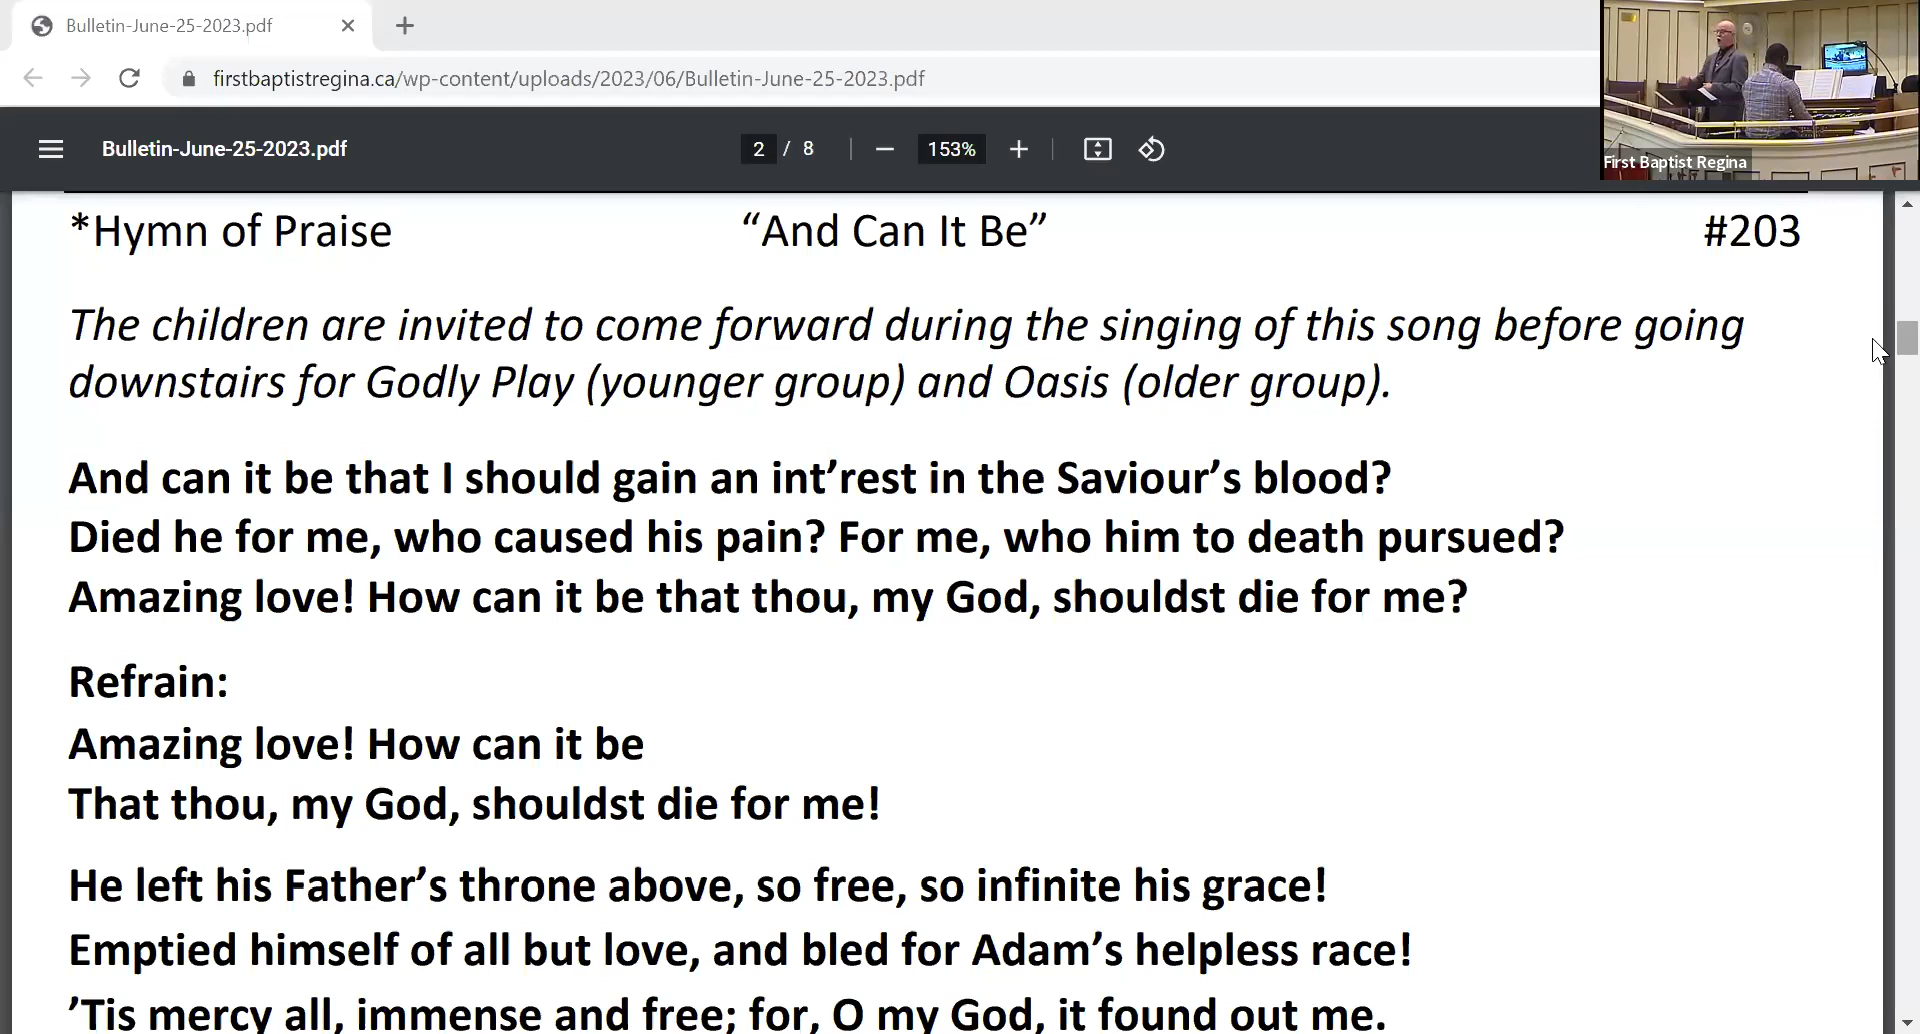 Bulletin-June-25-2023.pdf
firstbaptistregina.ca/wp-content/uploads/2023/06/Bulletin-June-25-2023.pdf
Bulletin-June-25-2023.pdf 2 / 8 153%
First Baptist Regina
*Hymn of Praise “And Can It Be” #203
The children are invited to come forward during the singing of this song before going
downstairs for Godly Play (younger group) and Oasis (older group).
And can it be that I should gain an int’rest in the Saviour’s blood?
Died he for me, who caused his pain? For me, who him to death pursued?
Amazing love! How can it be that thou, my God, shouldst die for me?
Refrain:
Amazing love! How can it be
That thou, my God, shouldst die for me!
He left his Father’s throne above, so free, so infinite his grace!
Emptied himself of all but love, and bled for Adam’s helpless race!
’Tis mercy all, immense and free; for, O my God, it found out me.